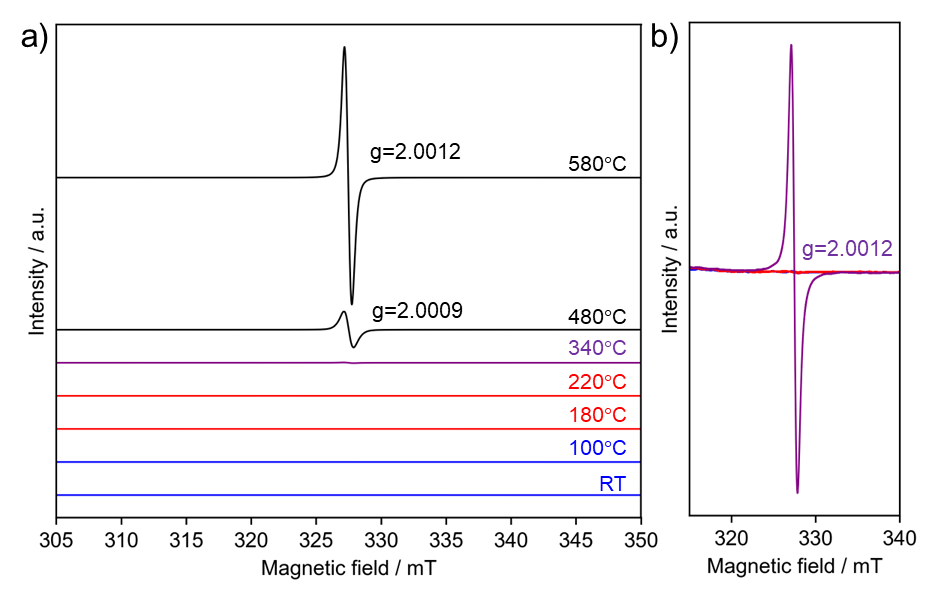 a)
g=2.0012
580°C
g=2.0009
480°C
340°C
220°C
180°C
100°C
RT
Intensity / a.u.
305 310 315 320 325 330 335 340 345 350
Magnetic field / mT
b)
g=2.0012
Intensity / a.u.
320 330 340
Magnetic field / mT